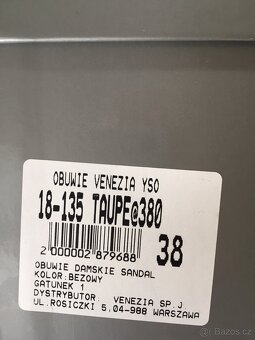 OBUWIE VENEZIA YSO
18-135 TAUPE@380
2 000002 879688
38
OBUWIE DAMSKIE SANDAL
KOLOR:BEZOWY
GATUNEK 1
DYSTRYBUTOR: VENEZIA SP.J.
UL.ROSICZKI 5,04-988 WARSZAWA
Bazos.cz